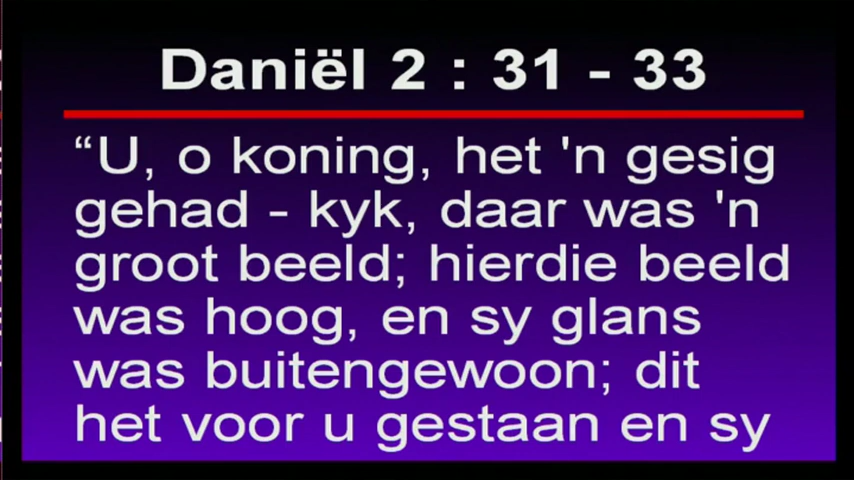 Daniël 2 : 31 - 33
“U, o koning, het 'n gesig
gehad - kyk, daar was 'n
groot beeld; hierdie beeld
was hoog, en sy glans
was buitengewoon; dit
het voor u gestaan en sy